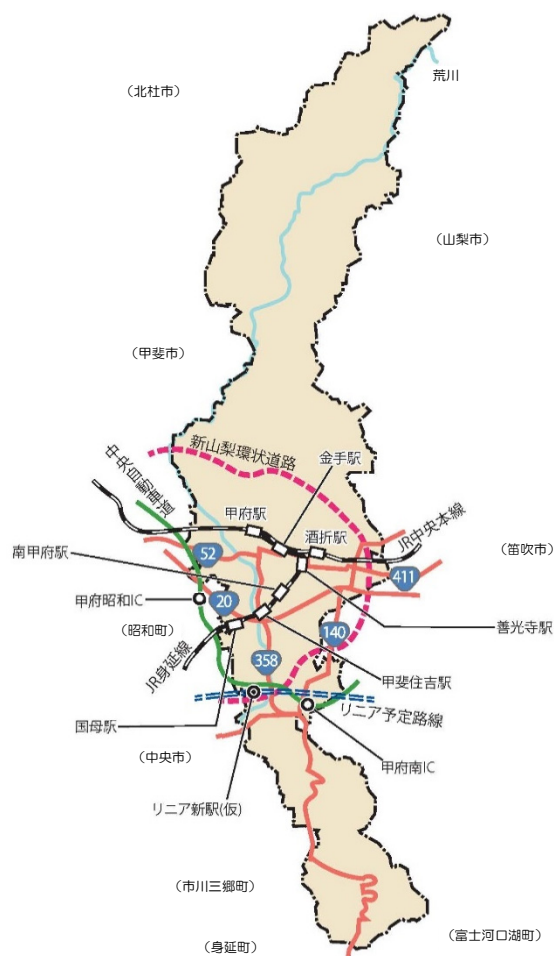 荒川
（北杜市）
（山梨市）
（甲斐市）
新山梨環状道路
金手駅
中央自動車道
甲府駅
酒折駅
JR中央本線
南甲府駅
52
（笛吹市）
411
甲府昭和IC
20
善光寺駅
（昭和町）
140
JR身延線
358
甲斐住吉駅
リニア予定路線
国母駅
（中央市）
甲府南IC
リニア新駅(仮)
（市川三郷町）
（富士河口湖町）
（身延町）